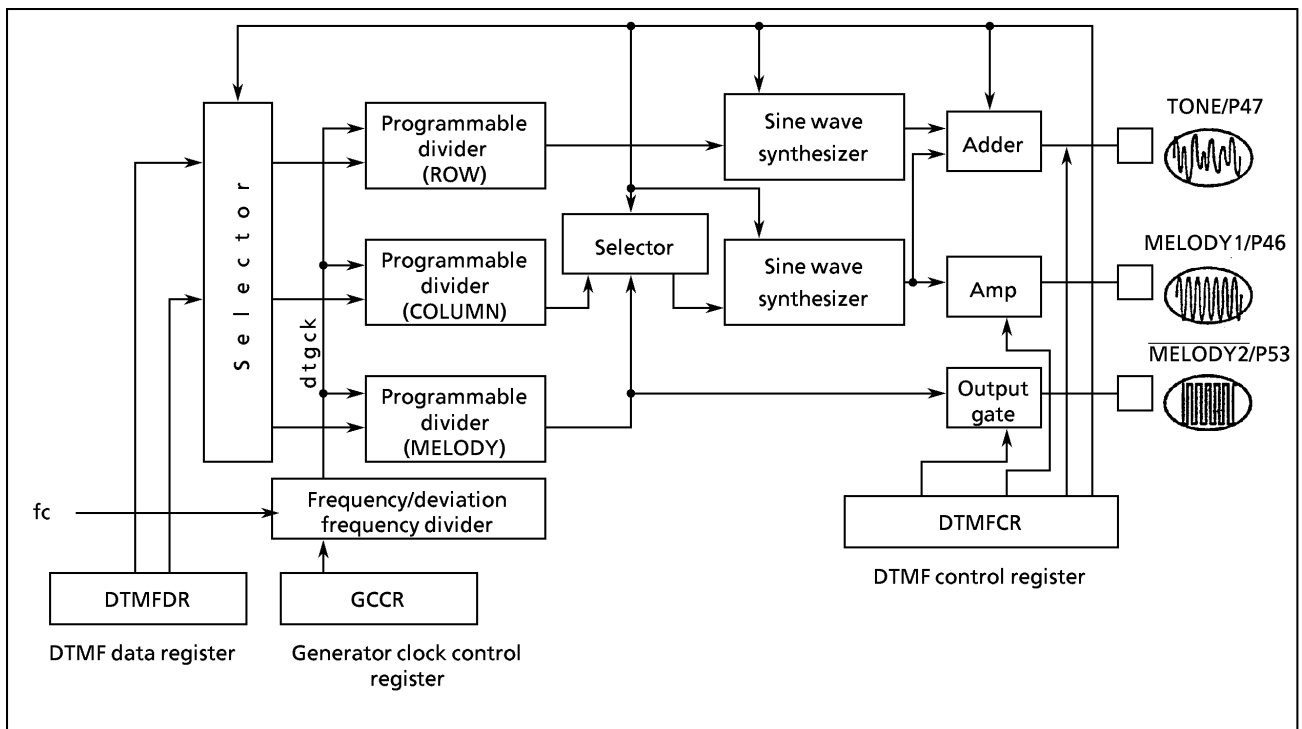 TONE/P47
Programmable
divider
(ROW)
Sine wave
synthesizer
Adder
Selector
MELODY1/P46
Selector
Programmable
divider
(COLUMN)
Sine wave
synthesizer
Amp
dtgck
MELODY2/P53
Programmable
divider
(MELODY)
Output
gate
fc
Frequency/deviation
frequency divider
DTMFCR
DTMF control register
DTMFDR
GCCR
DTMF data register
Generator clock control
register